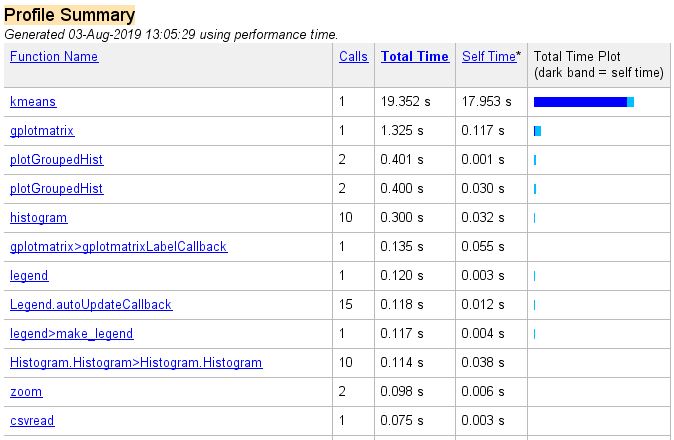 Profile Summary
Generated 03-Aug-2019 13:05:29 using performance time.
Function Name Calls Total Time Self Time* Total Time Plot
(dark band = self time)
kmeans 1 19.352 s 17.953 s
gplotmatrix 1 1.325 s 0.117 s
plotGroupedHist 2 0.401 s 0.001 s
plotGroupedHist 2 0.400 s 0.030 s
histogram 10 0.300 s 0.032 s
gplotmatrix>gplotmatrixLabelCallback 1 0.135 s 0.055 s
legend 1 0.120 s 0.003 s
Legend.autoUpdateCallback 15 0.118 s 0.012 s
legend>make_legend 1 0.117 s 0.004 s
Histogram.Histogram>Histogram.Histogram 10 0.114 s 0.038 s
zoom 2 0.098 s 0.006 s
csvread 1 0.075 s 0.003 s